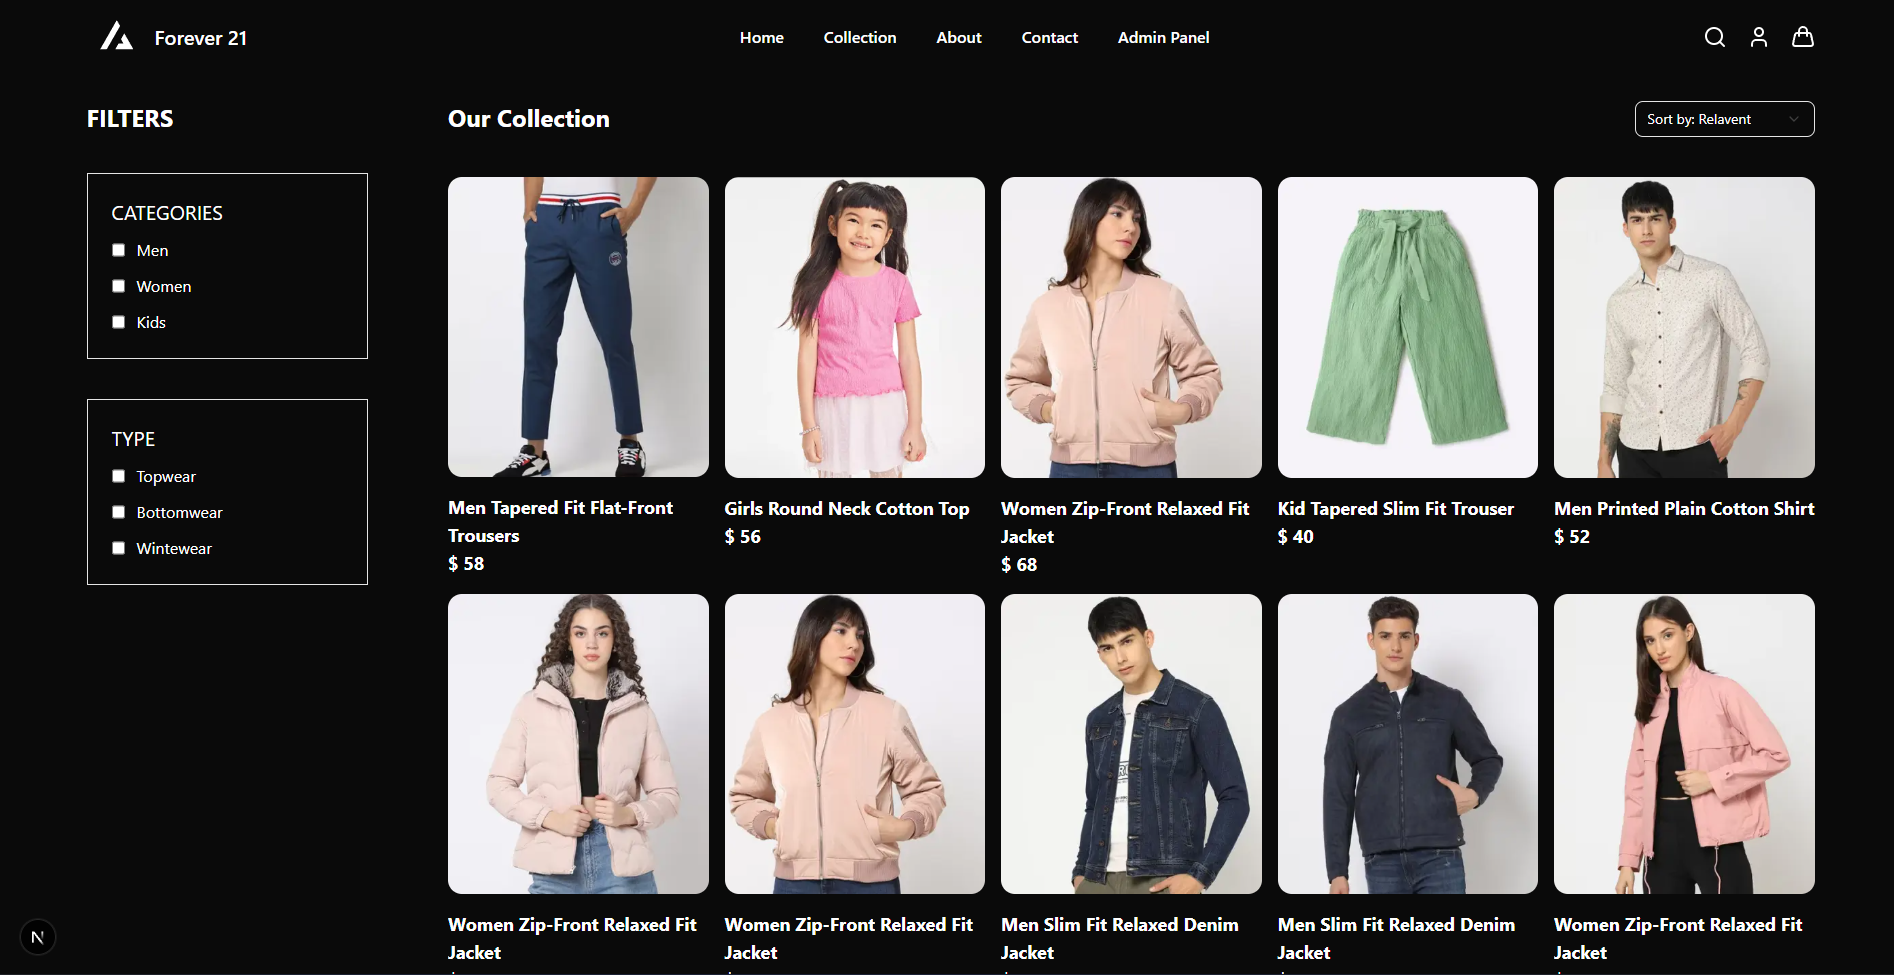 Forever 21
Home
Collection
About
Contact
Admin Panel
FILTERS
Our Collection
Sort by: Relavent
CATEGORIES
Men
Women
Kids
TYPE
Topwear
Bottomwear
Wintewear
Men Tapered Fit Flat-Front
Trousers
$ 58
Girls Round Neck Cotton Top
$ 56
Women Zip-Front Relaxed Fit
Jacket
$ 68
Kid Tapered Slim Fit Trouser
$ 40
Men Printed Plain Cotton Shirt
$ 52
Women Zip-Front Relaxed Fit
Jacket
Women Zip-Front Relaxed Fit
Jacket
Men Slim Fit Relaxed Denim
Jacket
Men Slim Fit Relaxed Denim
Jacket
Women Zip-Front Relaxed Fit
Jacket
N